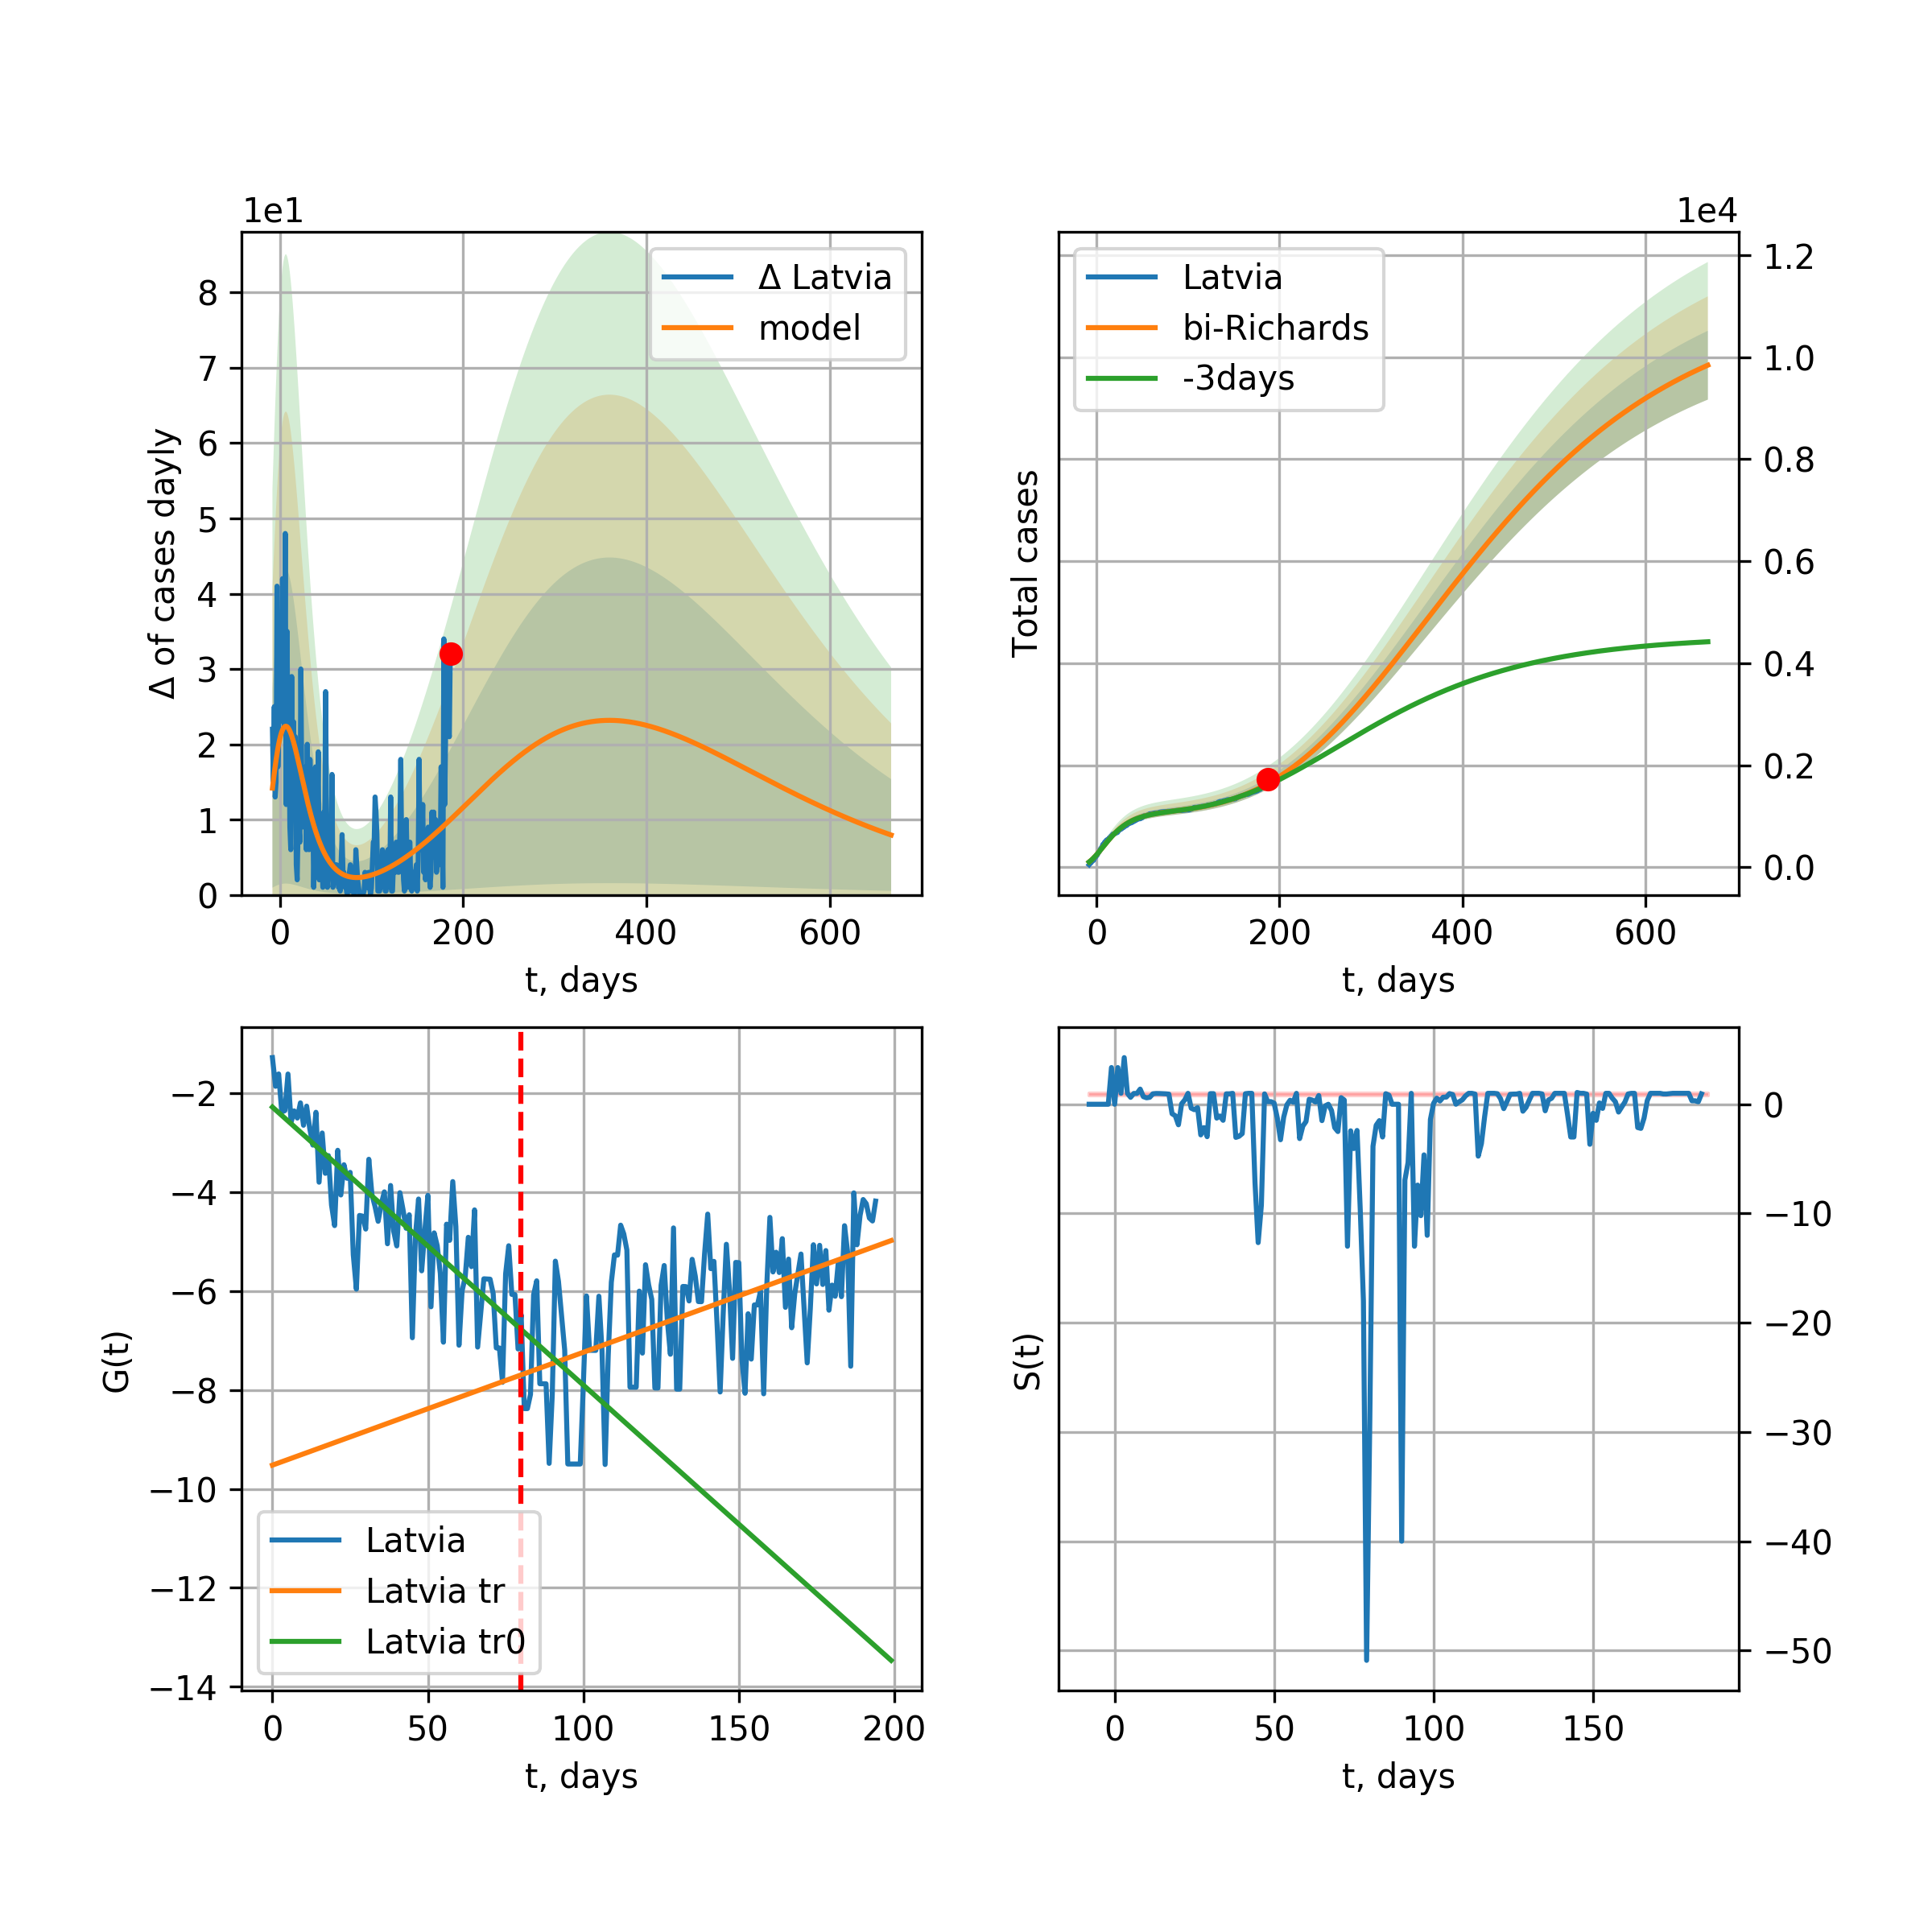 1e1
Δ of cases dayly
8
7
6
5
4
3
2
1
0
Δ Latvia
model
0 200 400 600
t, days
1e4
Total cases
Latvia
bi-Richards
-3days
1.2
1.0
0.8
0.6
0.4
0.2
0.0
0 200 400 600
t, days
G(t)
−2
−4
−6
−8
−10
−12
−14
Latvia
Latvia tr
Latvia tr0
0 50 100 150 200
t, days
S(t)
0
−10
−20
−30
−40
−50
0 50 100 150
t, days